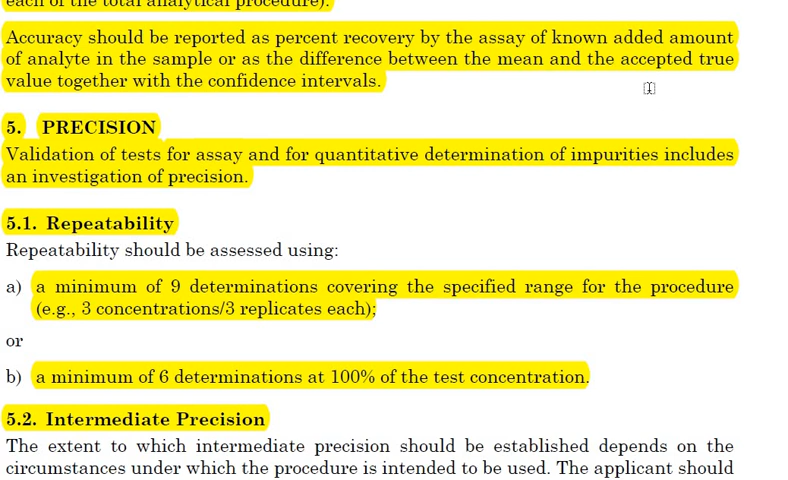 each of the total analytical procedure).
Accuracy should be reported as percent recovery by the assay of known added amount
of analyte in the sample or as the difference between the mean and the accepted true
value together with the confidence intervals.
5. PRECISION
Validation of tests for assay and for quantitative determination of impurities includes
an investigation of precision.
5.1. Repeatability
Repeatability should be assessed using:
a) a minimum of 9 determinations covering the specified range for the procedure
(e.g., 3 concentrations/3 replicates each);
or
b) a minimum of 6 determinations at 100% of the test concentration.
5.2. Intermediate Precision
The extent to which intermediate precision should be established depends on the
circumstances under which the procedure is intended to be used. The applicant should